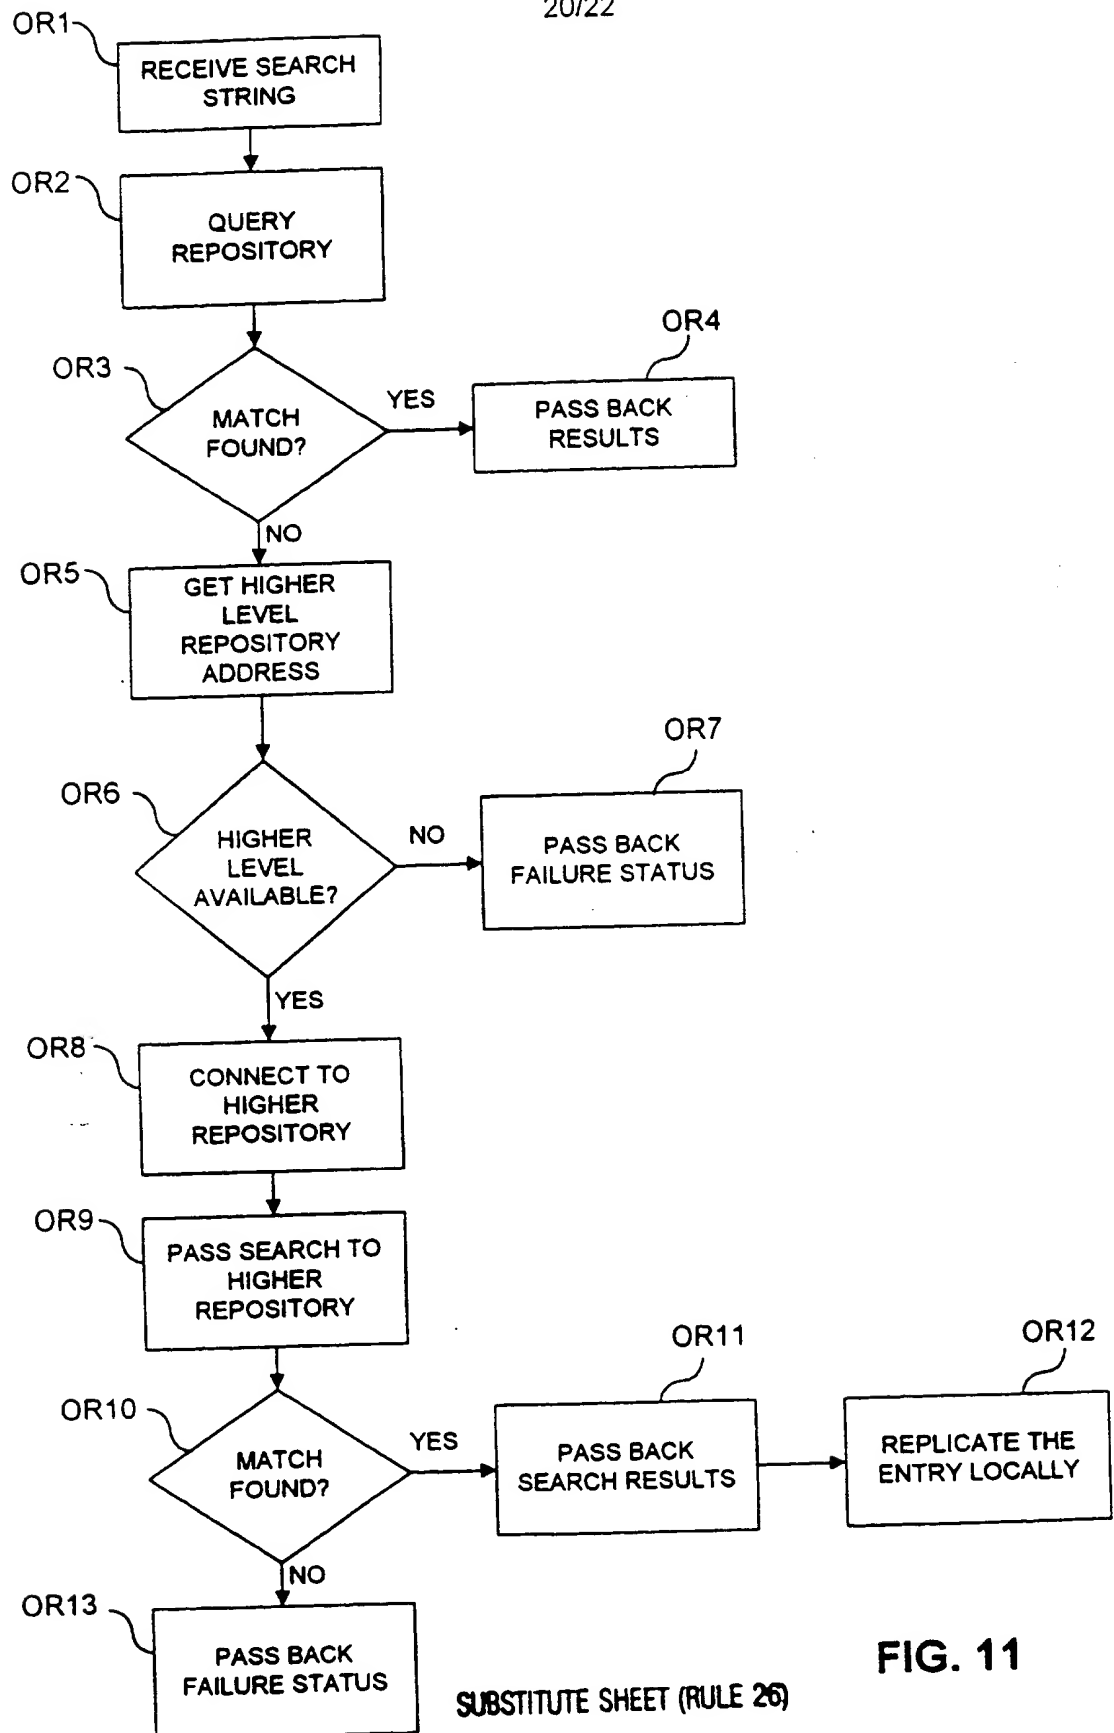 20/22
OR1
RECEIVE SEARCH
STRING
OR2
QUERY
REPOSITORY
OR3
MATCH
FOUND?
YES
OR4
PASS BACK
RESULTS
NO
OR5
GET HIGHER
LEVEL
REPOSITORY
ADDRESS
OR6
HIGHER
LEVEL
AVAILABLE?
NO
OR7
PASS BACK
FAILURE STATUS
YES
OR8
CONNECT TO
HIGHER
REPOSITORY
OR9
PASS SEARCH TO
HIGHER
REPOSITORY
OR10
MATCH
FOUND?
YES
OR11
PASS BACK
SEARCH RESULTS
OR12
REPLICATE THE
ENTRY LOCALLY
NO
OR13
PASS BACK
FAILURE STATUS
FIG. 11
SUBSTITUTE SHEET (RULE 26)